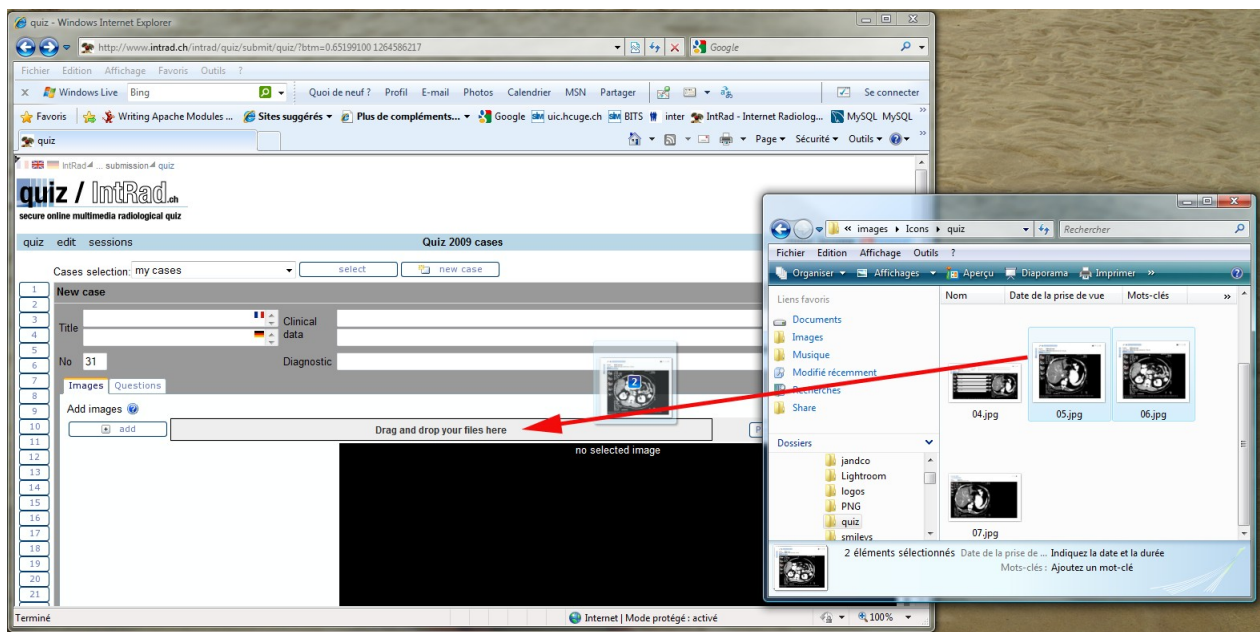 quiz - Windows Internet Explorer
http://www.intrad.ch/intrad/quiz/submit/quiz/?btm=0.65199100 1264586217
Google
Fichier Edition Affichage Favoris Outils ?
X Windows Live Bing Quoi de neuf ? Profil E-mail Photos Calendrier MSN Partager Se connecter
Favoris Writing Apache Modules ... Sites suggérés Plus de compléments... Google uic.hcuge.ch BITS inter IntRad - Internet Radiolog... MySQL MySQL »
quiz Page Sécurité Outils »
IntRad ... submission quiz
quiz / IntRad.ch
secure online multimedia radiological quiz
quiz edit sessions Quiz 2009 cases
Cases selection: my cases select new case
New case
Title Clinical data
No 31 Diagnostic
Images Questions
Add images
add Drag and drop your files here P
no selected image
1
2
3
4
5
6
7
8
9
10
11
12
13
14
15
16
17
18
19
20
21
2
Terminé Internet | Mode protégé : activé 100%
« images Icons quiz Rechercher
Fichier Edition Affichage Outils ?
Organiser Affichages Aperçu Diaporama Imprimer »
Liens favoris
Documents
Images
Musique
Modifié récemment
Recherches
Share
Dossiers
jandco
Lightroom
logos
PNG
quiz
smileys
Nom Date de la prise de vue Mots-clés »
04.jpg 05.jpg 06.jpg
07.jpg
2 éléments sélectionnés Date de la prise de ... Indiquez la date et la durée
Mots-clés : Ajoutez un mot-clé